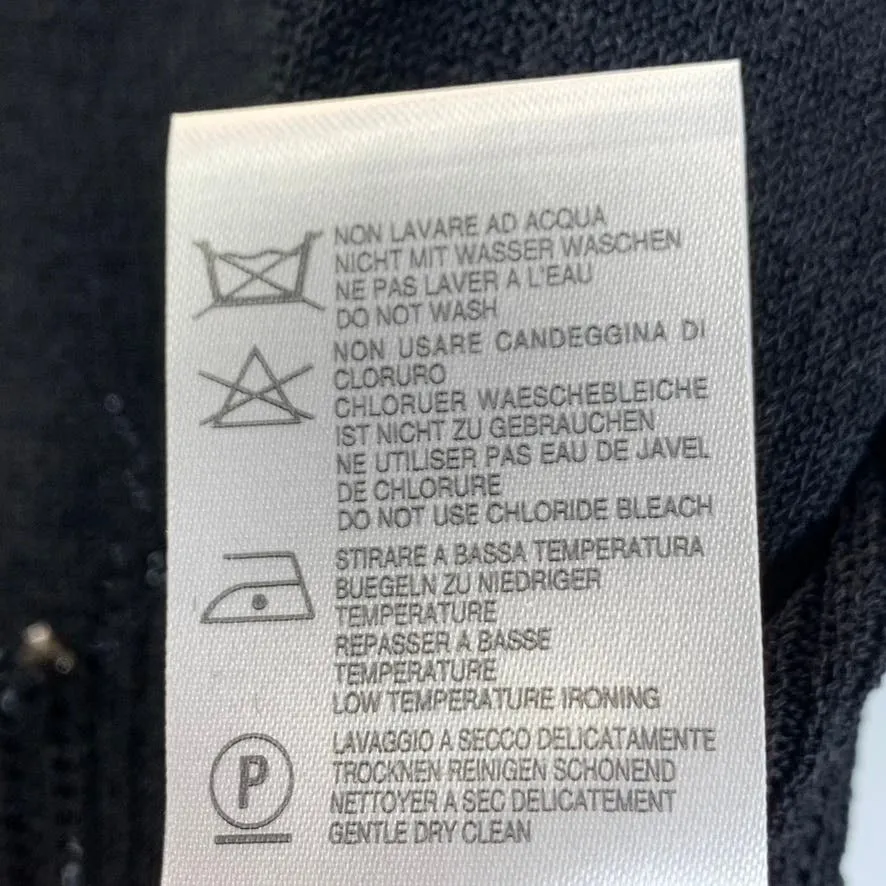 NON LAVARE AD ACQUA
NICHT MIT WASSER WASCHEN
NE PAS LAVER A L'EAU
DO NOT WASH
NON USARE CANDEGGINA DI
CLORURO
CHLORUER WAESCHEBLEICHE
IST NICHT ZU GEBRAUCHEN
NE UTILISER PAS EAU DE JAVEL
DE CHLORURE
DO NOT USE CHLORIDE BLEACH
STIRARE A BASSA TEMPERATURA
BUEGELN ZU NIEDRIGER
TEMPERATURE
REPASSER A BASSE
TEMPERATURE
LOW TEMPERATURE IRONING
P
LAVAGGIO A SECCO DELICATAMENTE
TROCKNEN REINIGEN SCHONEND
NETTOYER A SEC DELICATEMENT
GENTLE DRY CLEAN